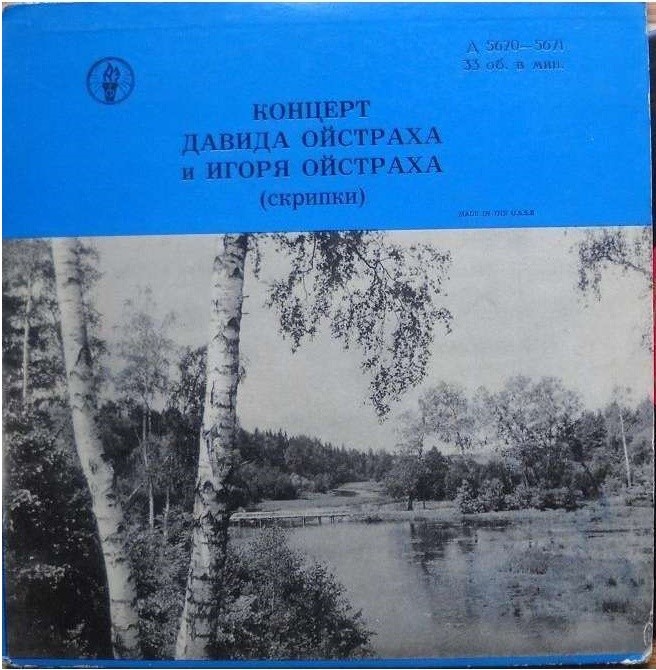 Д 5670—5671
33 об. в мин.
КОНЦЕРТ
ДАВИДА ОЙСТРАХА
и ИГОРЯ ОЙСТРАХА
(скрипки)
MADE IN THE U.S.S.R